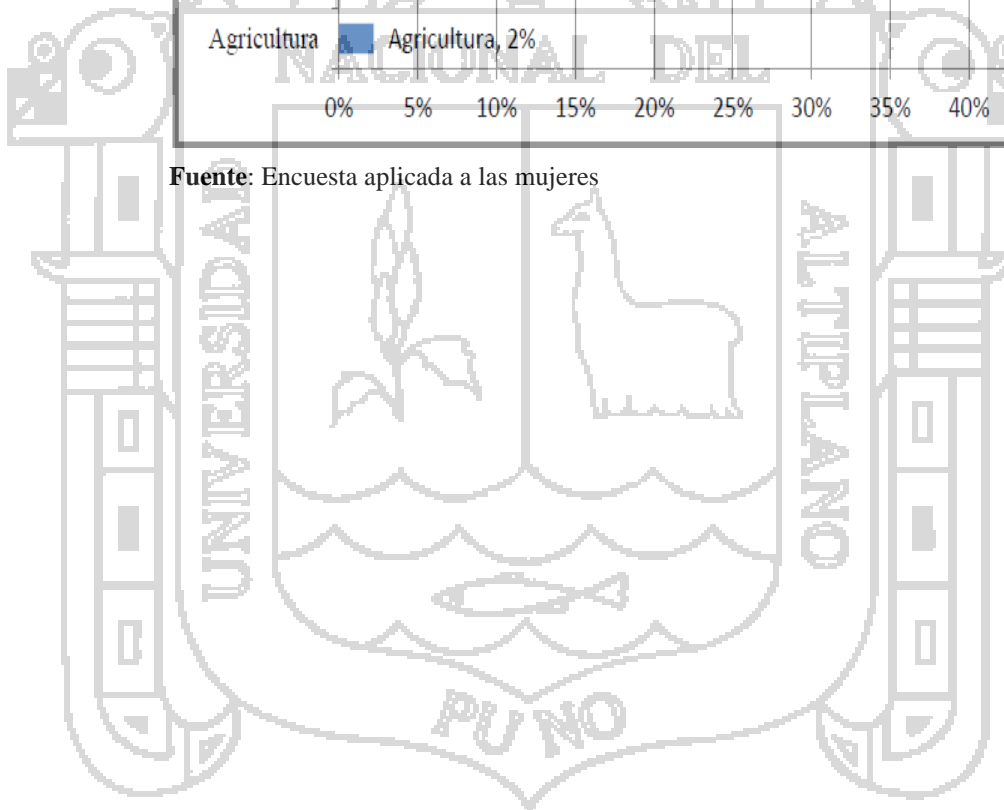 Agricultura Agricultura, 2%
NACIONAL DEL
0% 5% 10% 15% 20% 25% 30% 35% 40%
Fuente: Encuesta aplicada a las mujeres
UNIVERSIDAD
ALTIPLANO
PUNO